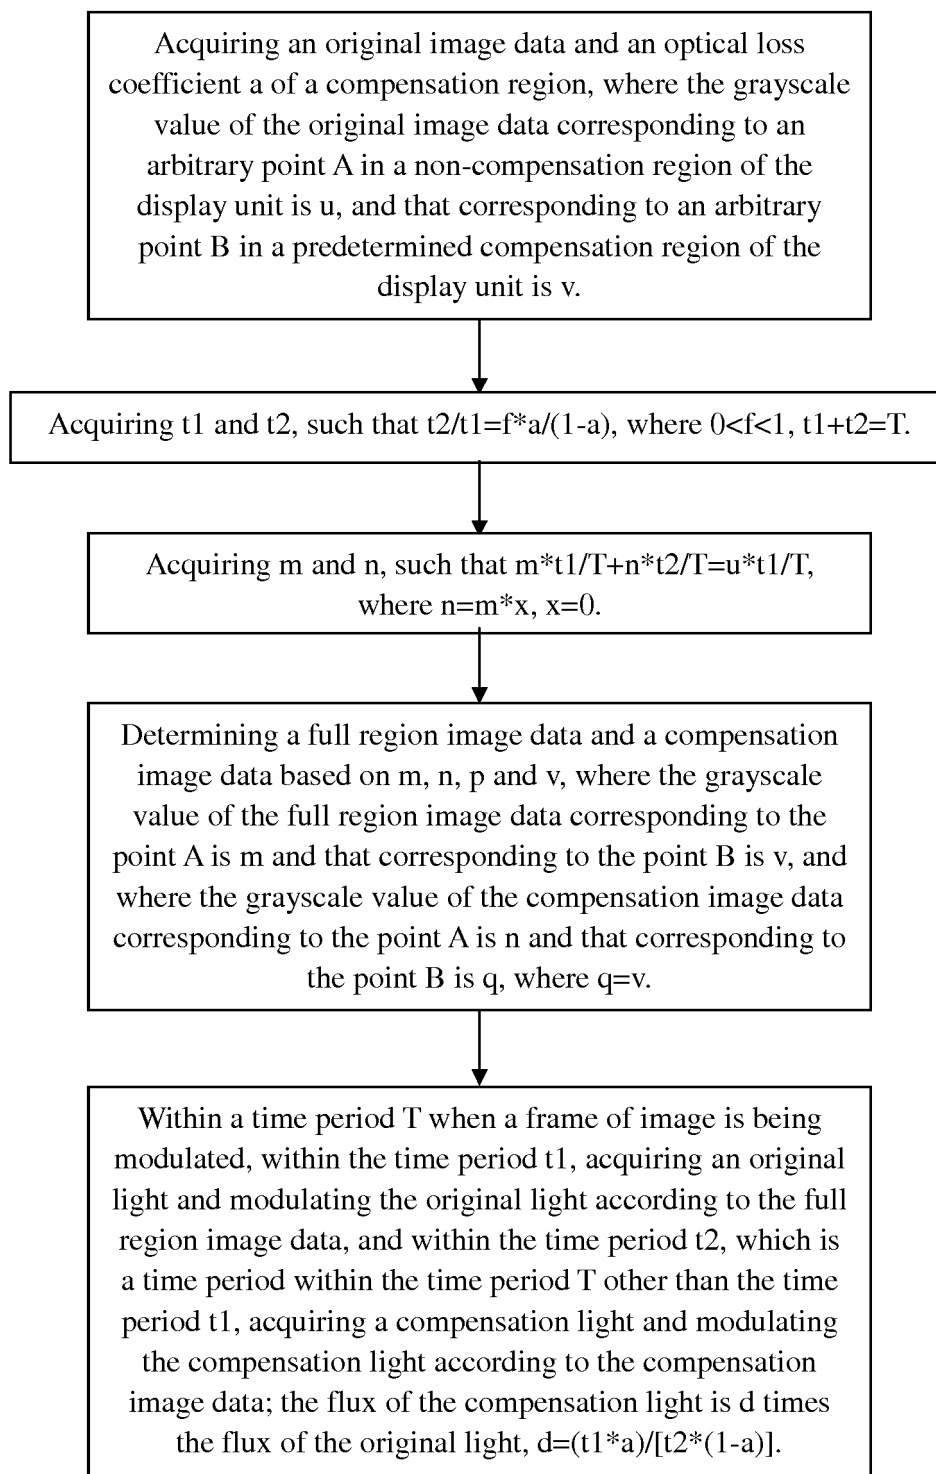 Acquiring an original image data and an optical loss
coefficient a of a compensation region, where the grayscale
value of the original image data corresponding to an
arbitrary point A in a non-compensation region of the
display unit is u, and that corresponding to an arbitrary
point B in a predetermined compensation region of the
display unit is v.
Acquiring t1 and t2, such that t2/t1=f*a/(1-a), where 0<f<1, t1+t2=T.
Acquiring m and n, such that m*t1/T+n*t2/T=u*t1/T,
where n=m*x, x=0.
Determining a full region image data and a compensation
image data based on m, n, p and v, where the grayscale
value of the full region image data corresponding to the
point A is m and that corresponding to the point B is v, and
where the grayscale value of the compensation image data
corresponding to the point A is n and that corresponding to
the point B is q, where q=v.
Within a time period T when a frame of image is being
modulated, within the time period t1, acquiring an original
light and modulating the original light according to the full
region image data, and within the time period t2, which is
a time period within the time period T other than the time
period t1, acquiring a compensation light and modulating
the compensation light according to the compensation
image data; the flux of the compensation light is d times
the flux of the original light, d=(t1*a)/[t2*(1-a)].